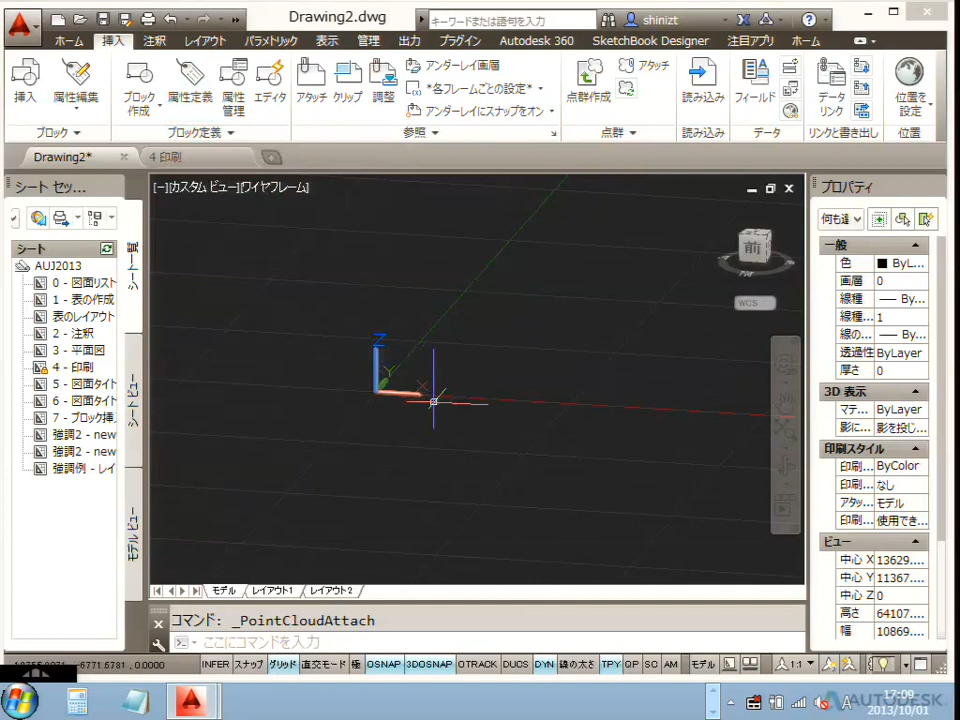 Drawing2.dwg
キーワードまたは語句を入力
shinizt
ホーム 挿入 注釈 レイアウト パラメトリック 表示 管理 出力 プラグイン Autodesk 360 SketchBook Designer 注目アプリ ホーム
挿入
属性編集
ブロック作成
属性定義
属性管理
エディタ
アタッチ
クリップ
調整
アンダーレイ画層
*各フレームごとの設定*
アンダーレイにスナップをオン
点群作成
アタッチ
読み込み
フィールド
データ リンク
位置を設定
ブロック
ブロック定義
参照
点群
読み込み
データ
リンクと書き出し
位置
Drawing2*
4 印刷
シート セッ...
シート
AUJ2013
0 - 図面リスト
1 - 表の作成
表のレイアウト
2 - 注釈
3 - 平面図
4 - 印刷
5 - 図面タイト
6 - 図面タイト
7 - ブロック挿
強調2 - new
強調2 - new
強調例 - レイ
シート一覧
シート ビュー
モデル ビュー
[−][カスタム ビュー][ワイヤフレーム]
Z
Y
X
前
WCS
プロパティ
一般
色 ByL...
画層 0
線種 By...
線種... 1
線の... By...
透過性 ByLayer
厚さ 0
3D 表示
マテ... ByLayer
影に... 影を投じ...
印刷スタイル
印刷... ByColor
印刷... なし
アタッ... モデル
印刷... 使用でき...
ビュー
中心 X 13629....
中心 Y 11367....
中心 Z 0
高さ 64107....
幅 10869....
モデル レイアウト1 レイアウト2
コマンド: _PointCloudAttach
ここにコマンドを入力
-6771.6781, 0.0000
INFER スナップ グリッド 直交モード 極 OSNAP 3DOSNAP OTRACK DUCS DYN 線の太さ TPY QP SC AM モデル 1:1
A
17:09
2013/10/01
AUTODESK